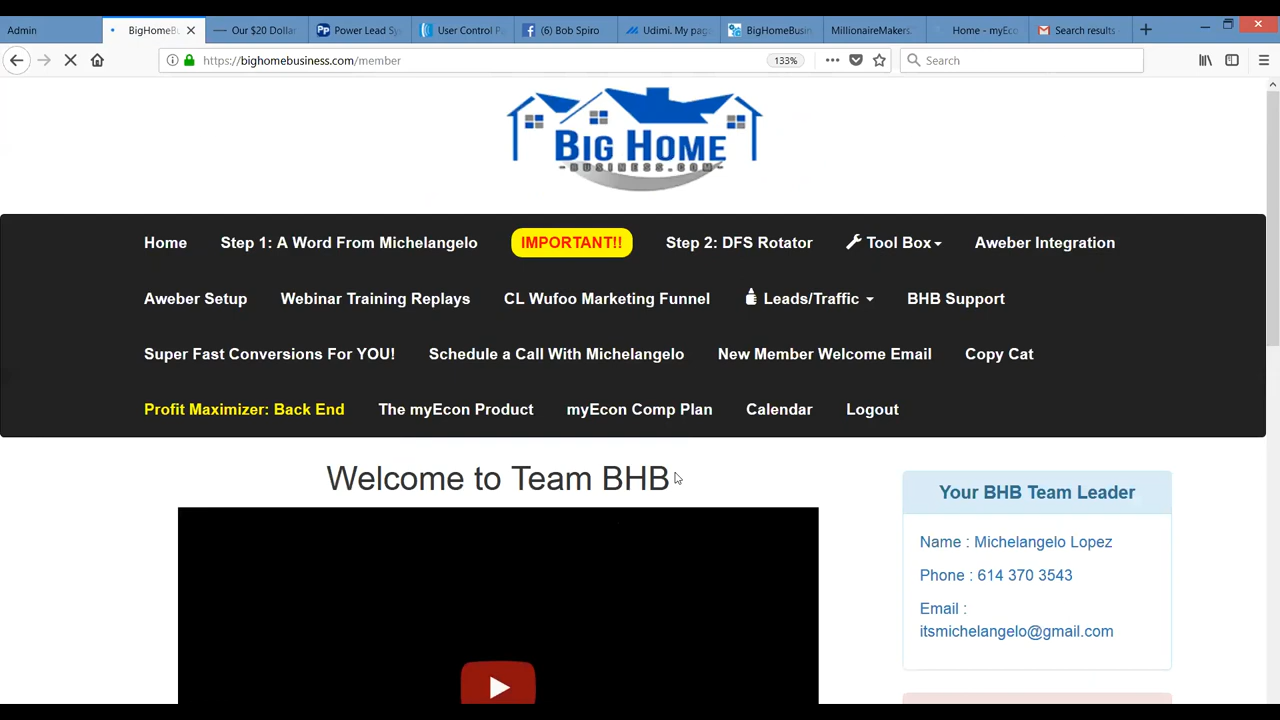 Admin
BigHomeBu
Our $20 Dolla
Power Lead Sy
User Control P
(6) Bob Spiro
Udimi. My pag
BigHomeBusin
MillionaireMakers
Home - myEco
Search results
https://bighomebusiness.com/member
133%
Search
BIG HOME
-BUSINESS.COM-
Home
Step 1: A Word From Michelangelo
IMPORTANT!!
Step 2: DFS Rotator
Tool Box
Aweber Integration
Aweber Setup
Webinar Training Replays
CL Wufoo Marketing Funnel
Leads/Traffic
BHB Support
Super Fast Conversions For YOU!
Schedule a Call With Michelangelo
New Member Welcome Email
Copy Cat
Profit Maximizer: Back End
The myEcon Product
myEcon Comp Plan
Calendar
Logout
Welcome to Team BHB
Your BHB Team Leader
Name : Michelangelo Lopez
Phone : 614 370 3543
Email :
itsmichelangelo@gmail.com